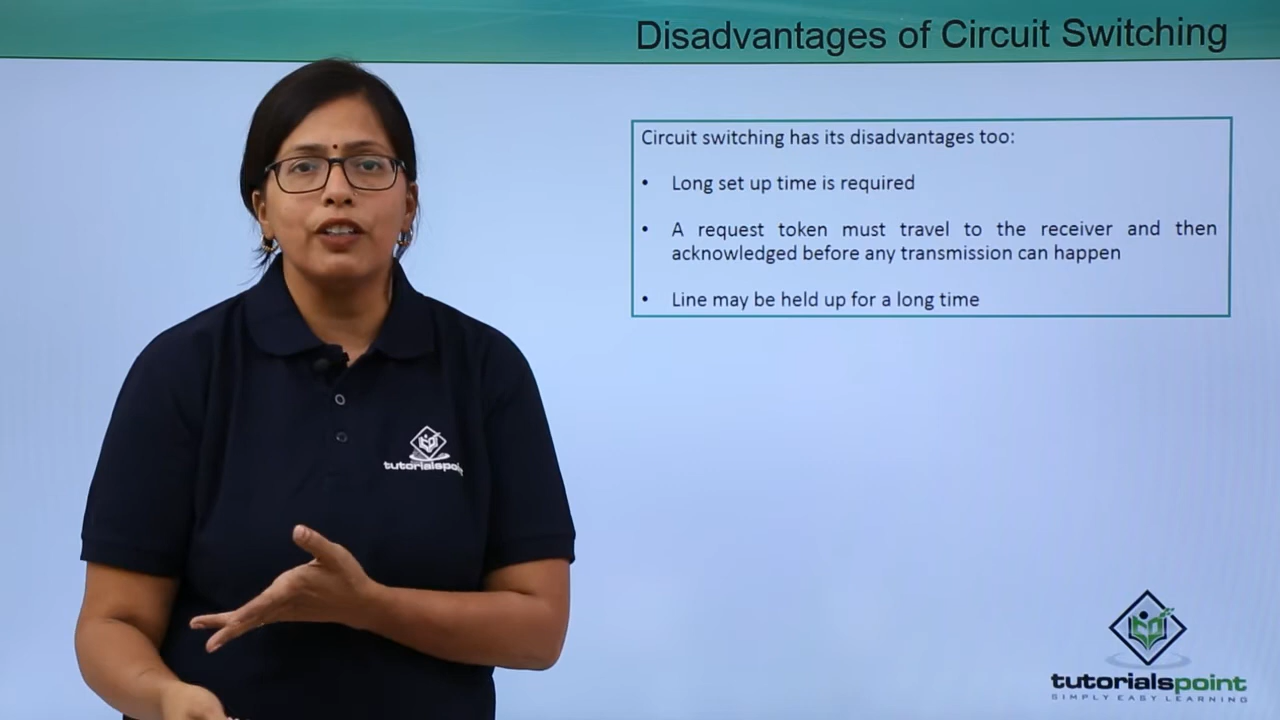 Disadvantages of Circuit Switching
Circuit switching has its disadvantages too:
• Long set up time is required
• A request token must travel to the receiver and then
acknowledged before any transmission can happen
• Line may be held up for a long time
tutorialspoint
SIMPLY EASY LEARNING